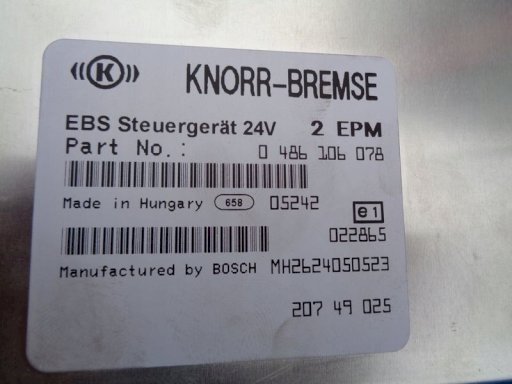 ((K)) KNORR-BREMSE
EBS Steuergerät 24V 2 EPM
Part No.: 0 486 106 078
Made in Hungary 658 05242 e1
022865
Manufactured by BOSCH MH2624050523
207 49 025